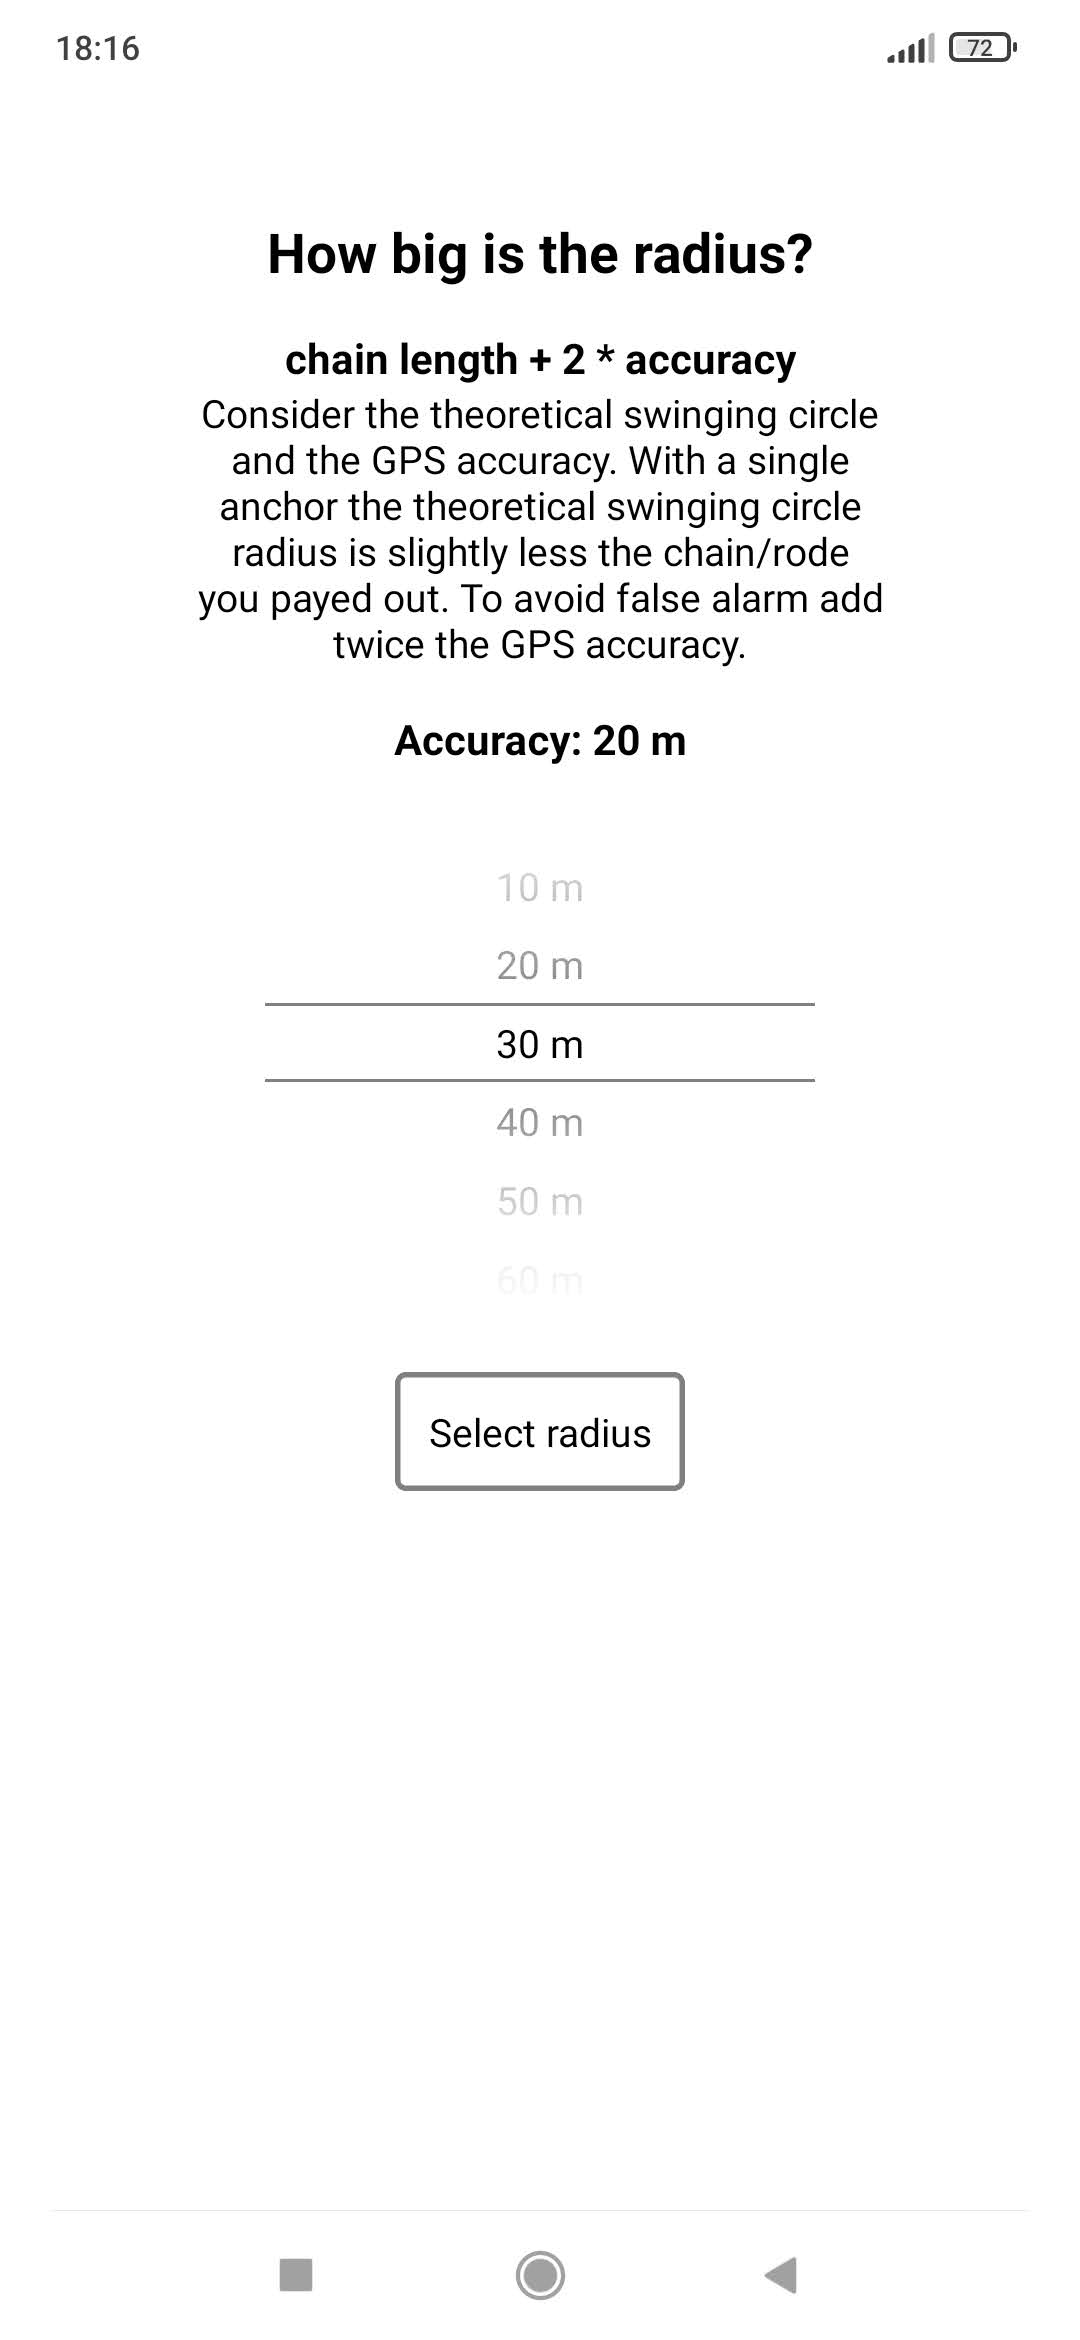 18:16
72
How big is the radius?
chain length + 2 * accuracy
Consider the theoretical swinging circle
and the GPS accuracy. With a single
anchor the theoretical swinging circle
radius is slightly less the chain/rode
you payed out. To avoid false alarm add
twice the GPS accuracy.
Accuracy: 20 m
10 m
20 m
30 m
40 m
50 m
60 m
Select radius